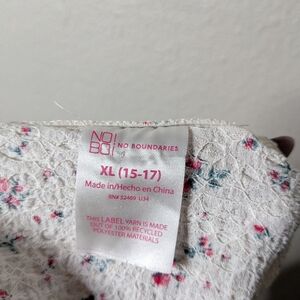 NO
BO
NO BOUNDARIES
XL (15-17)
Made in/Hecho en China
RN# 52469 U34
THIS LABEL YARN IS MADE
OUT OF 100% RECYCLED
POLYESTER MATERIALS